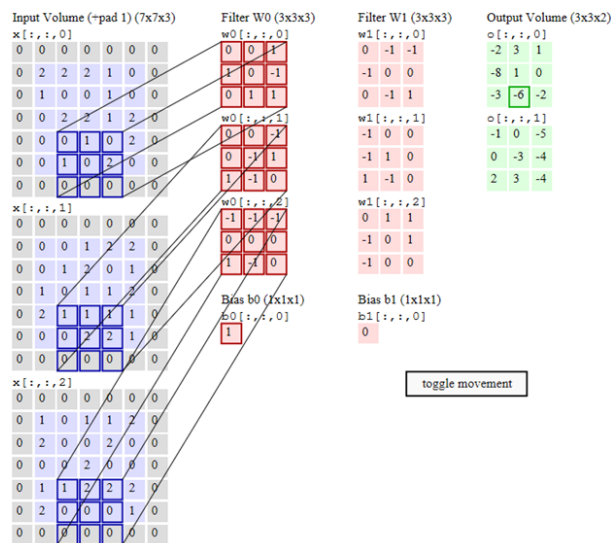 Input Volume (+pad 1) (7x7x3)
x[:,:,0]
0 0 0 0 0 0 0
0 2 2 2 1 0 0
0 1 0 0 1 0 0
0 0 2 2 1 2 0
0 0 0 1 0 2 0
0 0 1 0 2 0 0
0 0 0 0 0 0 0
x[:,:,1]
0 0 0 0 0 0 0
0 0 0 1 2 2 0
0 0 1 2 0 1 0
0 1 0 1 1 2 0
0 2 1 1 1 1 0
0 0 0 2 2 1 0
0 0 0 0 0 0 0
x[:,:,2]
0 0 0 0 0 0 0
0 1 0 1 1 2 0
0 2 0 0 2 0 0
0 0 0 2 0 0 0
0 1 1 2 2 2 0
0 2 0 0 0 1 0
0 0 0 0 0 0 0
Filter W0 (3x3x3)
w0[:,:,0]
0 0 1
1 0 -1
0 1 1
w0[:,:,1]
0 0 -1
0 -1 1
1 -1 0
w0[:,:,2]
-1 -1 -1
0 0 0
1 -1 0
Bias b0 (1x1x1)
b0[:,:,0]
1
Filter W1 (3x3x3)
w1[:,:,0]
0 -1 -1
-1 0 0
0 -1 1
w1[:,:,1]
-1 0 0
-1 1 0
1 -1 0
w1[:,:,2]
0 1 1
-1 0 1
-1 0 0
Bias b1 (1x1x1)
b1[:,:,0]
0
Output Volume (3x3x2)
o[:,:,0]
-2 3 1
-8 1 0
-3 -6 -2
o[:,:,1]
-1 0 -5
0 -3 -4
2 3 -4
toggle movement